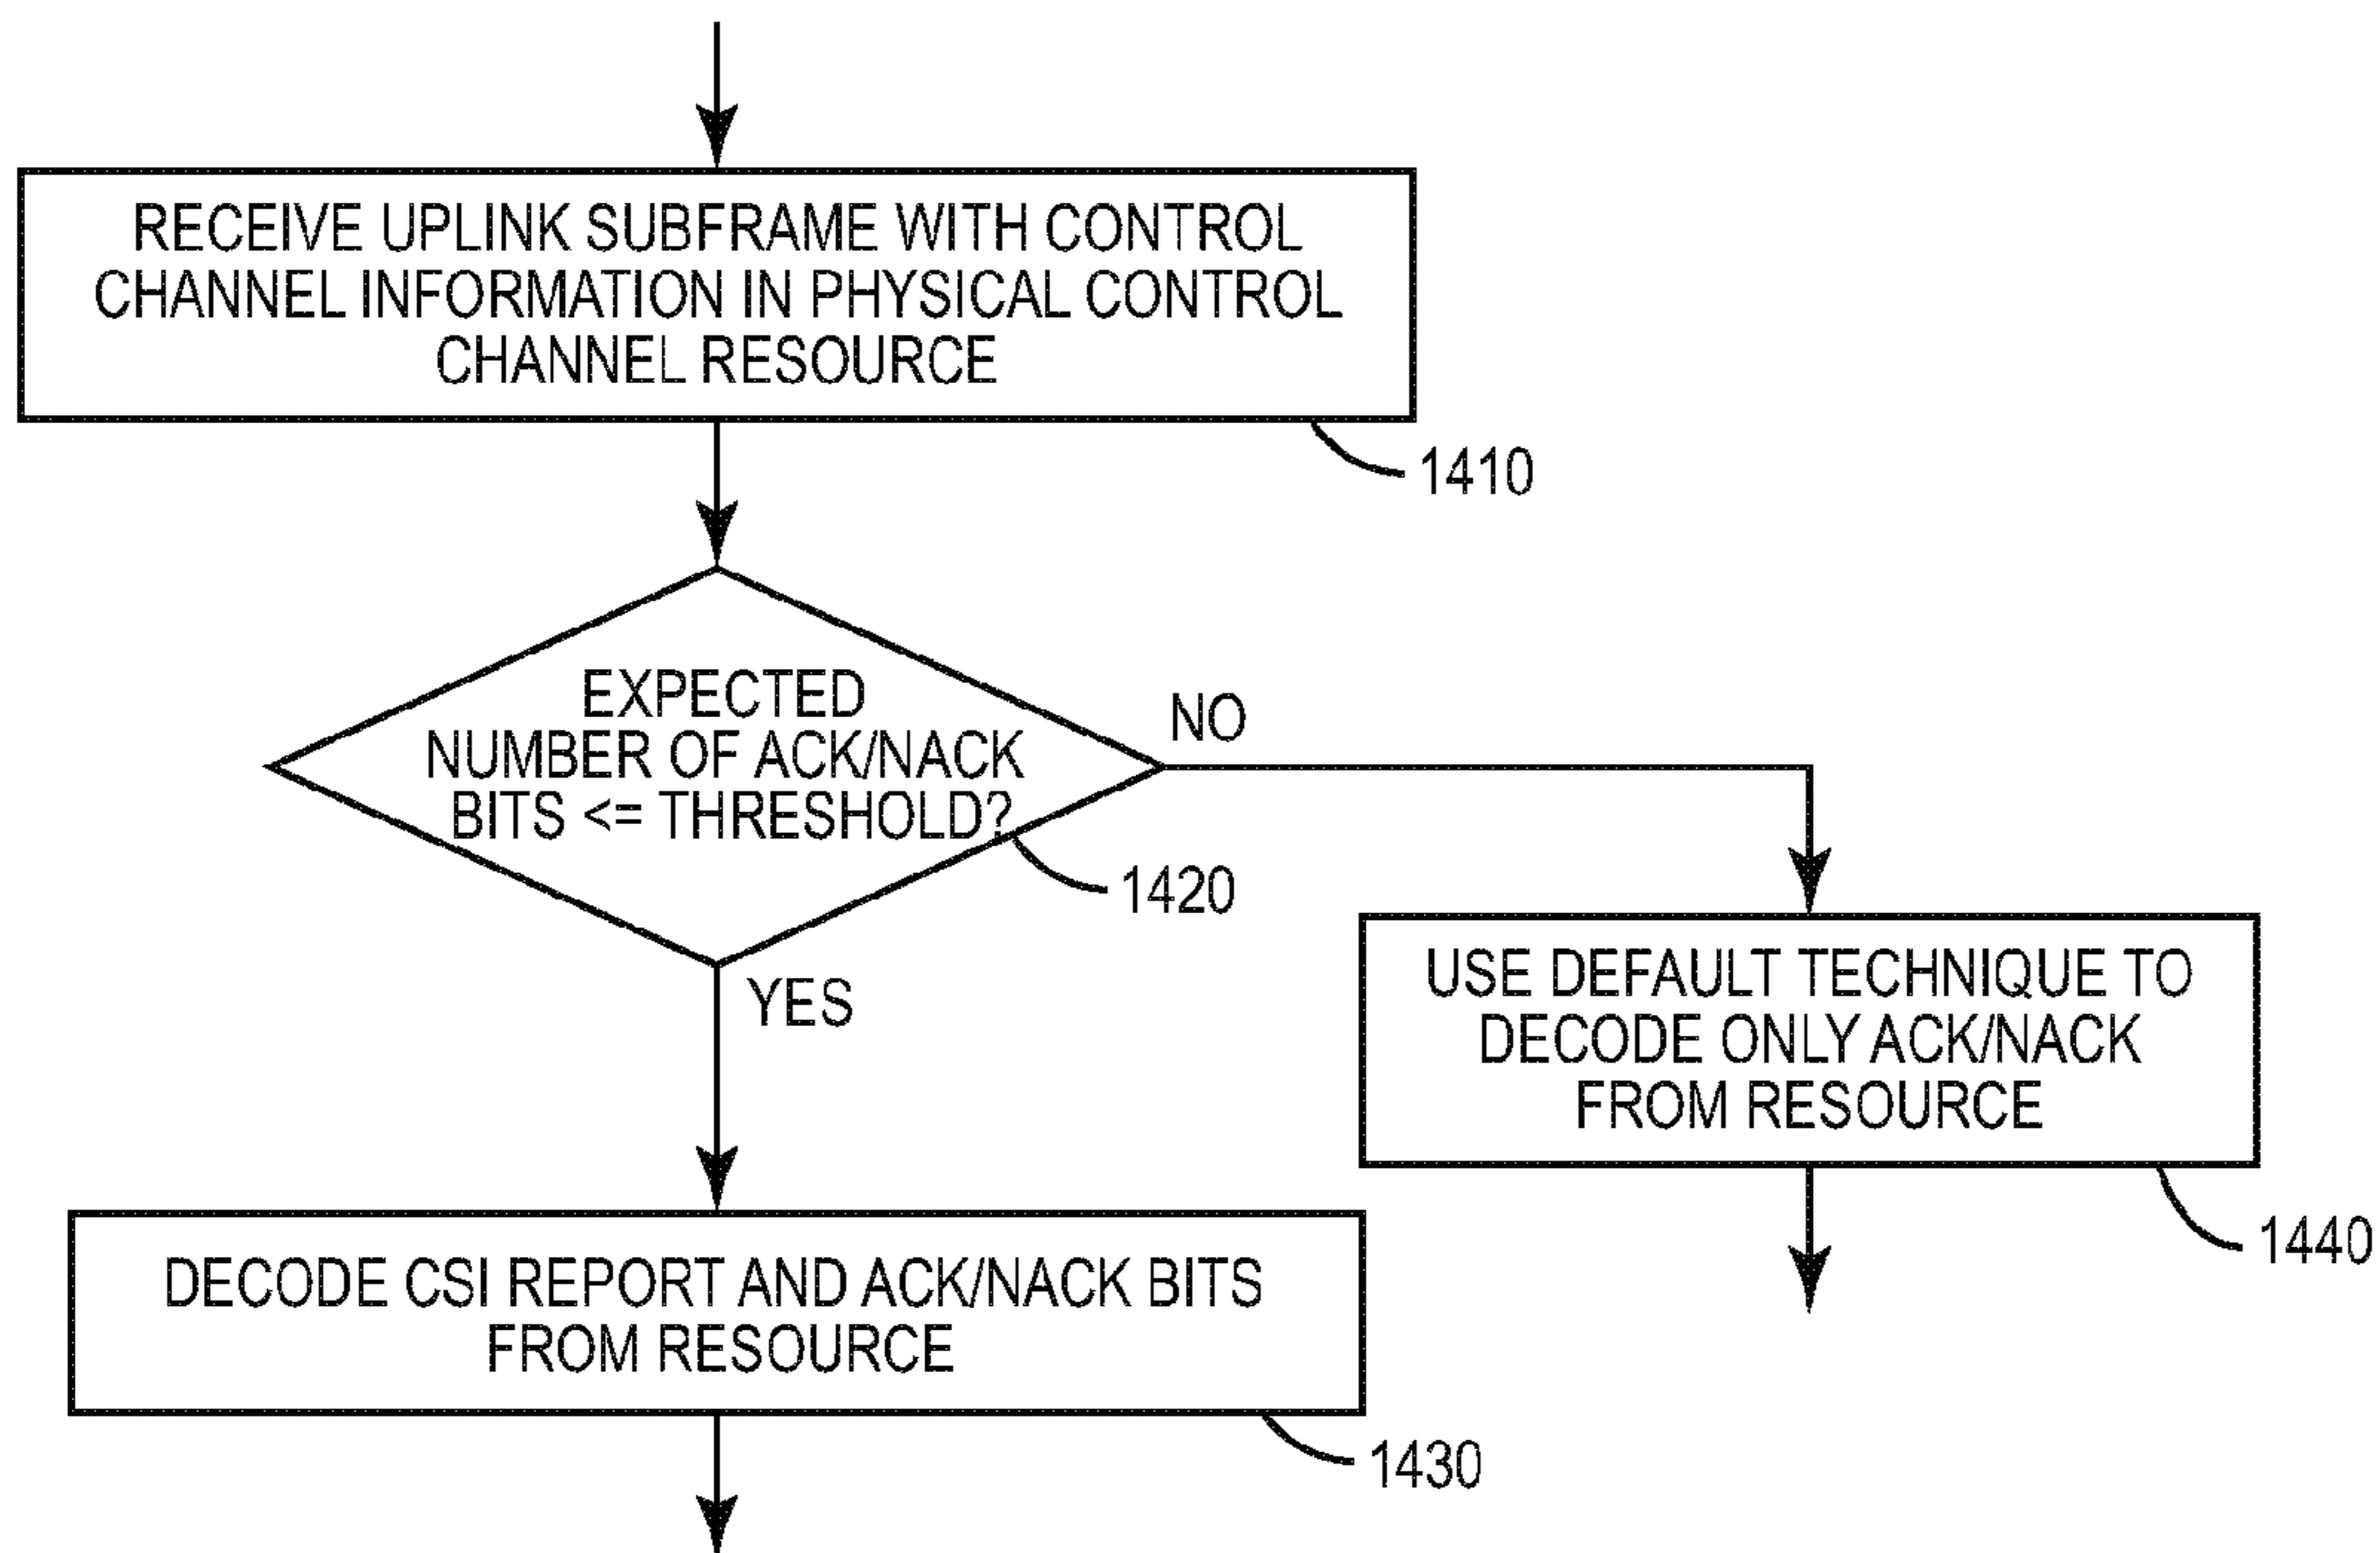 RECEIVE UPLINK SUBFRAME WITH CONTROL
CHANNEL INFORMATION IN PHYSICAL CONTROL
CHANNEL RESOURCE
1410
EXPECTED
NUMBER OF ACK/NACK
BITS <= THRESHOLD?
NO
1420
YES
USE DEFAULT TECHNIQUE TO
DECODE ONLY ACK/NACK
FROM RESOURCE
1440
DECODE CSI REPORT AND ACK/NACK BITS
FROM RESOURCE
1430